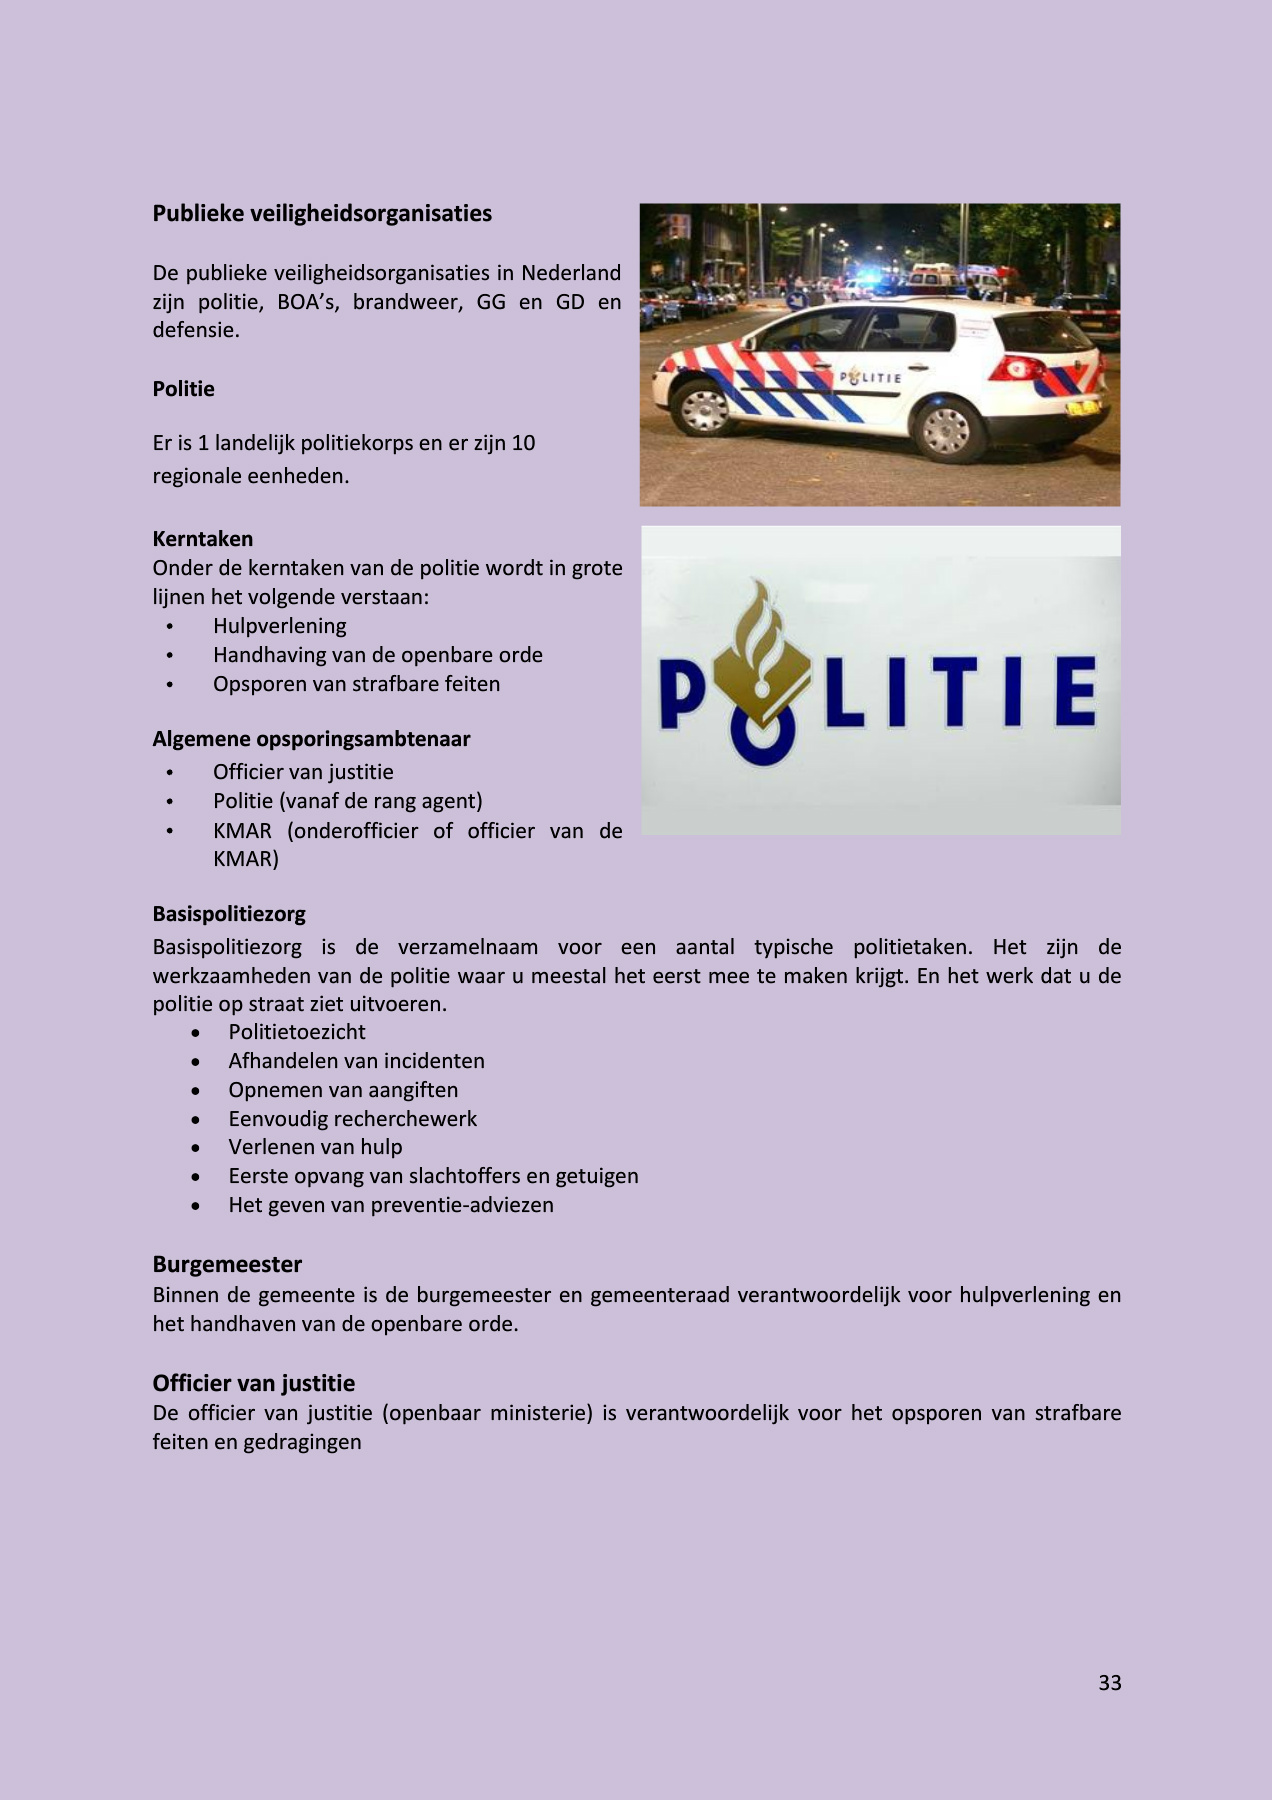 Publieke veiligheidsorganisaties
De publieke veiligheidsorganisaties in Nederland
zijn politie, BOA’s, brandweer, GG en GD en
defensie.
Politie
Er is 1 landelijk politiekorps en er zijn 10
regionale eenheden.
POLITIE
Kerntaken
Onder de kerntaken van de politie wordt in grote
lijnen het volgende verstaan:
• Hulpverlening
• Handhaving van de openbare orde
• Opsporen van strafbare feiten
POLITIE
Algemene opsporingsambtenaar
• Officier van justitie
• Politie (vanaf de rang agent)
• KMAR (onderofficier of officier van de
KMAR)
Basispolitiezorg
Basispolitiezorg is de verzamelnaam voor een aantal typische politietaken. Het zijn de
werkzaamheden van de politie waar u meestal het eerst mee te maken krijgt. En het werk dat u de
politie op straat ziet uitvoeren.
• Politietoezicht
• Afhandelen van incidenten
• Opnemen van aangiften
• Eenvoudig recherchewerk
• Verlenen van hulp
• Eerste opvang van slachtoffers en getuigen
• Het geven van preventie-adviezen
Burgemeester
Binnen de gemeente is de burgemeester en gemeenteraad verantwoordelijk voor hulpverlening en
het handhaven van de openbare orde.
Officier van justitie
De officier van justitie (openbaar ministerie) is verantwoordelijk voor het opsporen van strafbare
feiten en gedragingen
33